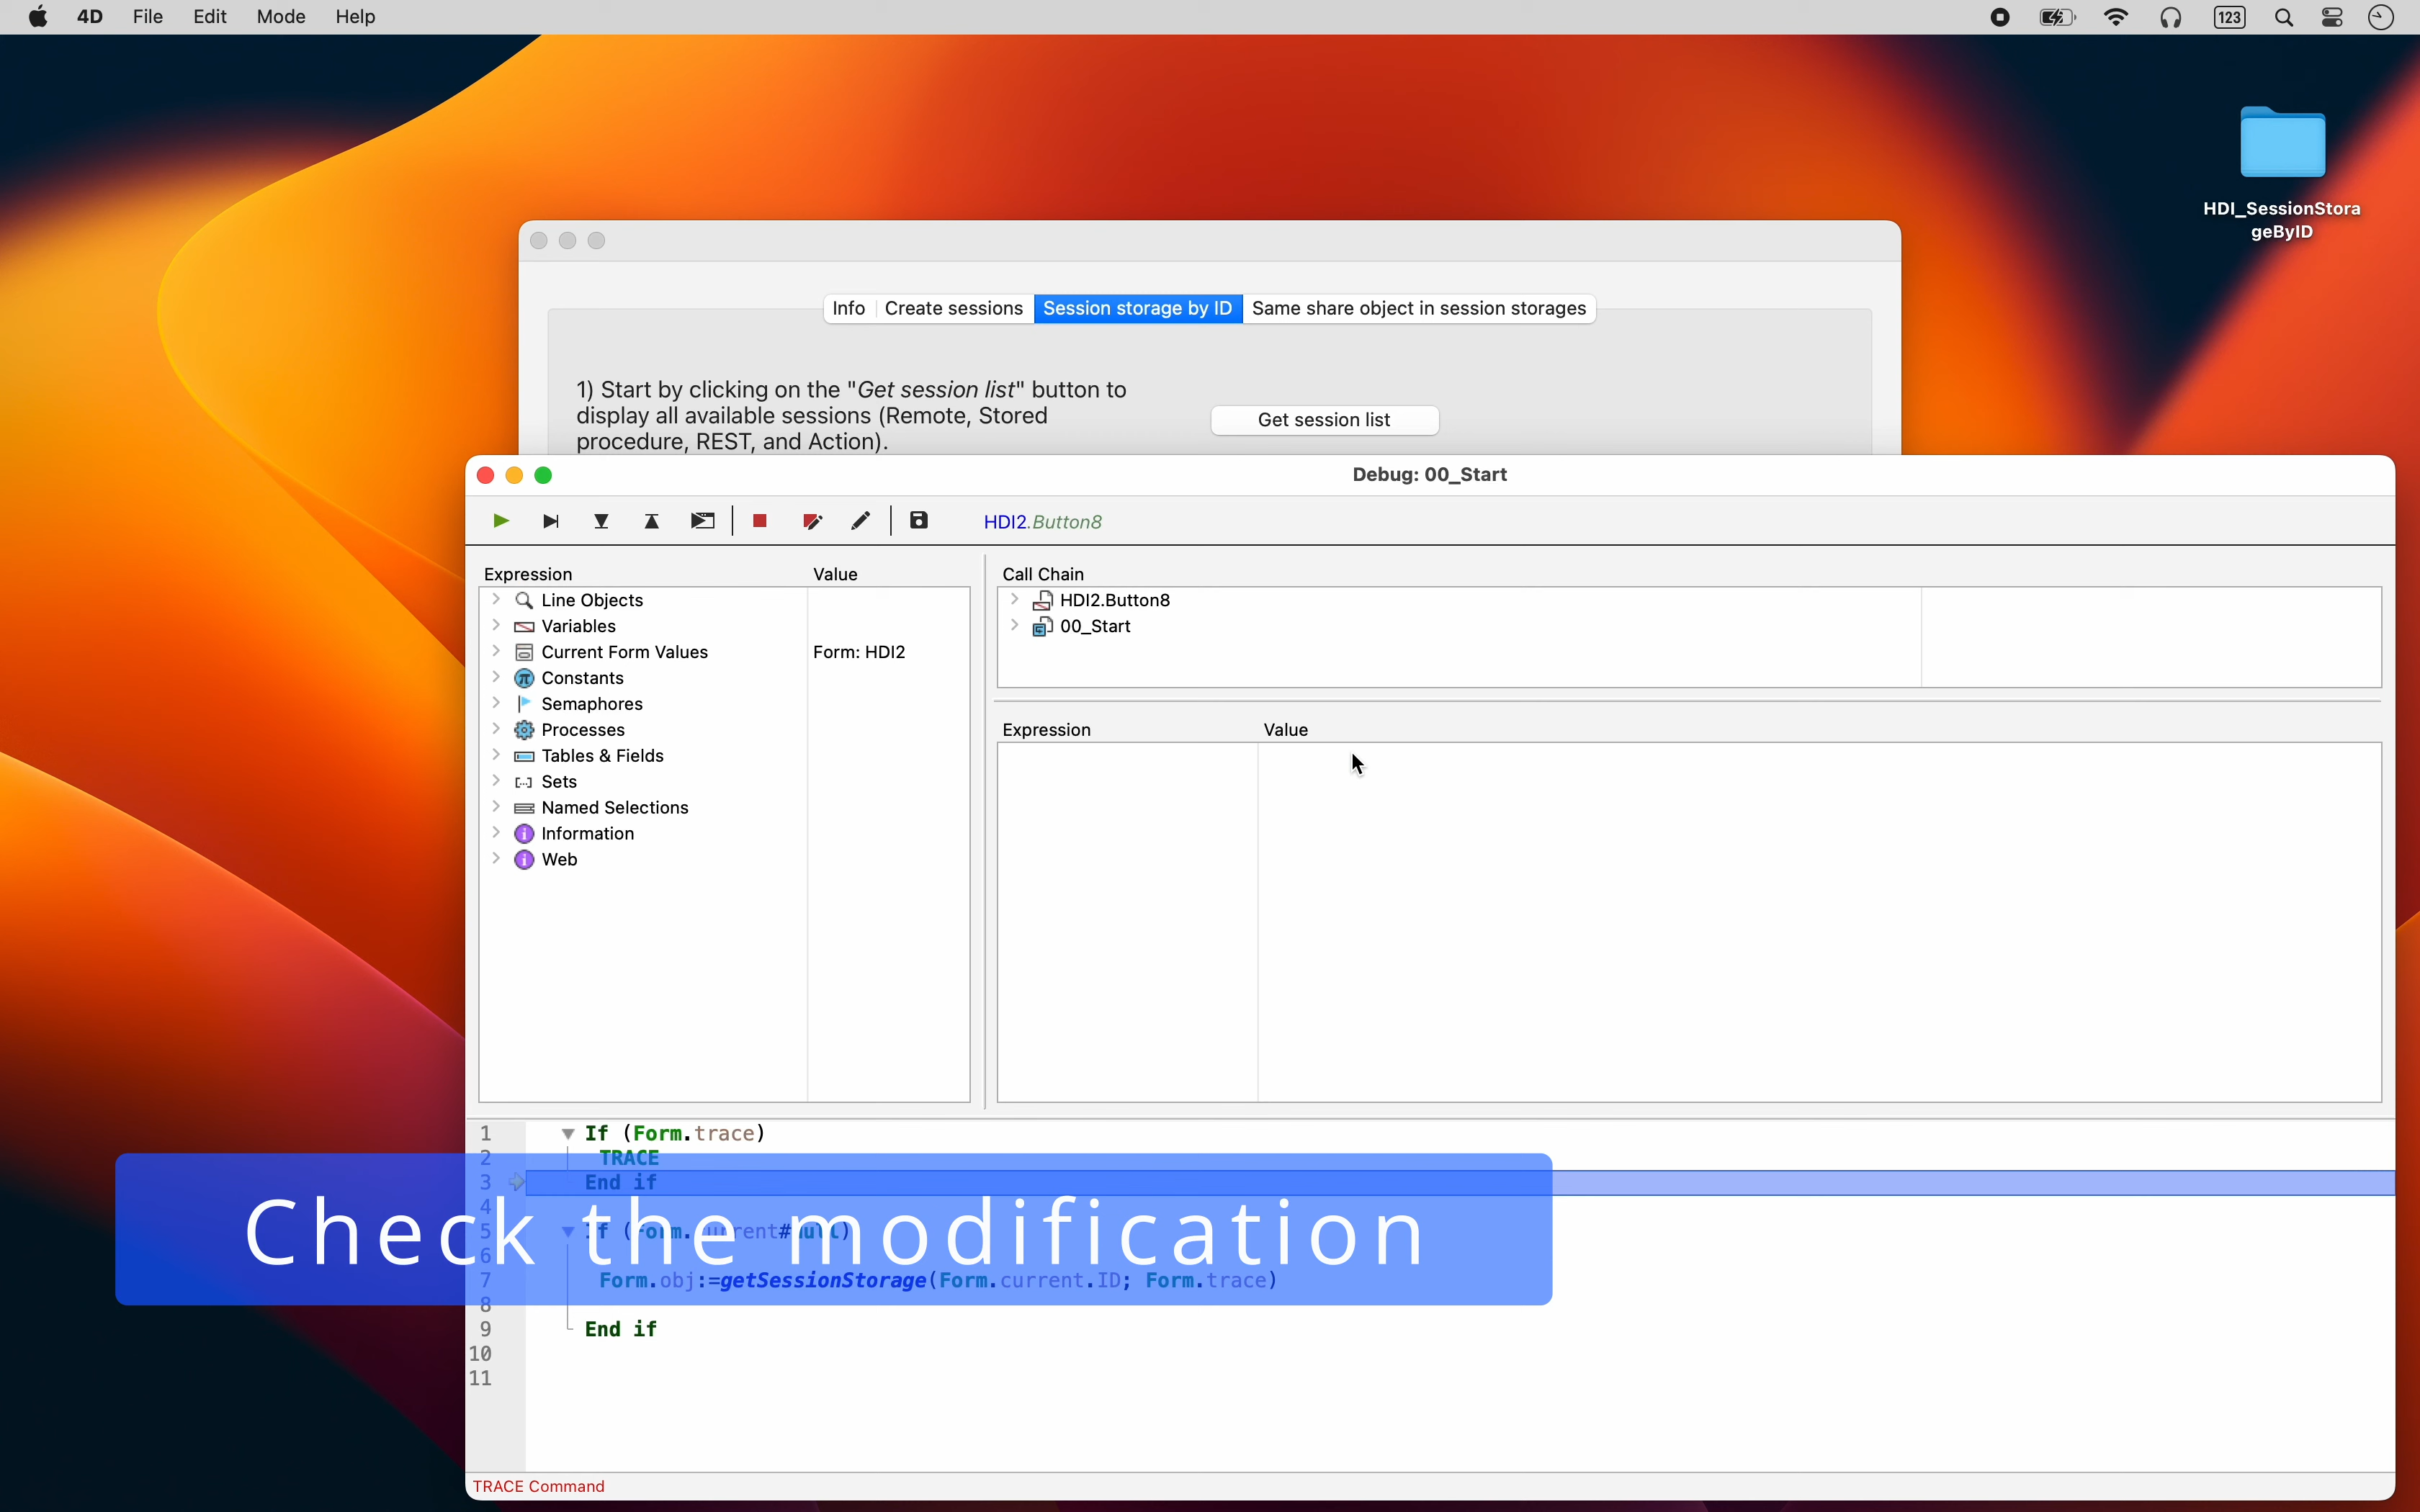 4D File Edit Mode Help
123
HDI_SessionStora
geByID
Info Create sessions Session storage by ID Same share object in session storages
1) Start by clicking on the "Get session list" button to
display all available sessions (Remote, Stored
procedure, REST, and Action).
Get session list
Debug: 00_Start
HDI2.Button8
Expression Value
Line Objects
Variables
Current Form Values Form: HDI2
Constants
Semaphores
Processes
Tables & Fields
Sets
Named Selections
Information
Web
Call Chain
HDI2.Button8
00_Start
Expression Value
1 If (Form.trace)
2 TRACE
3 End if
4
5 If (Form.current#Null)
6
7 Form.obj:=getSessionStorage(Form.current.ID; Form.trace)
8
9 End if
10
11
Check the modification
TRACE Command